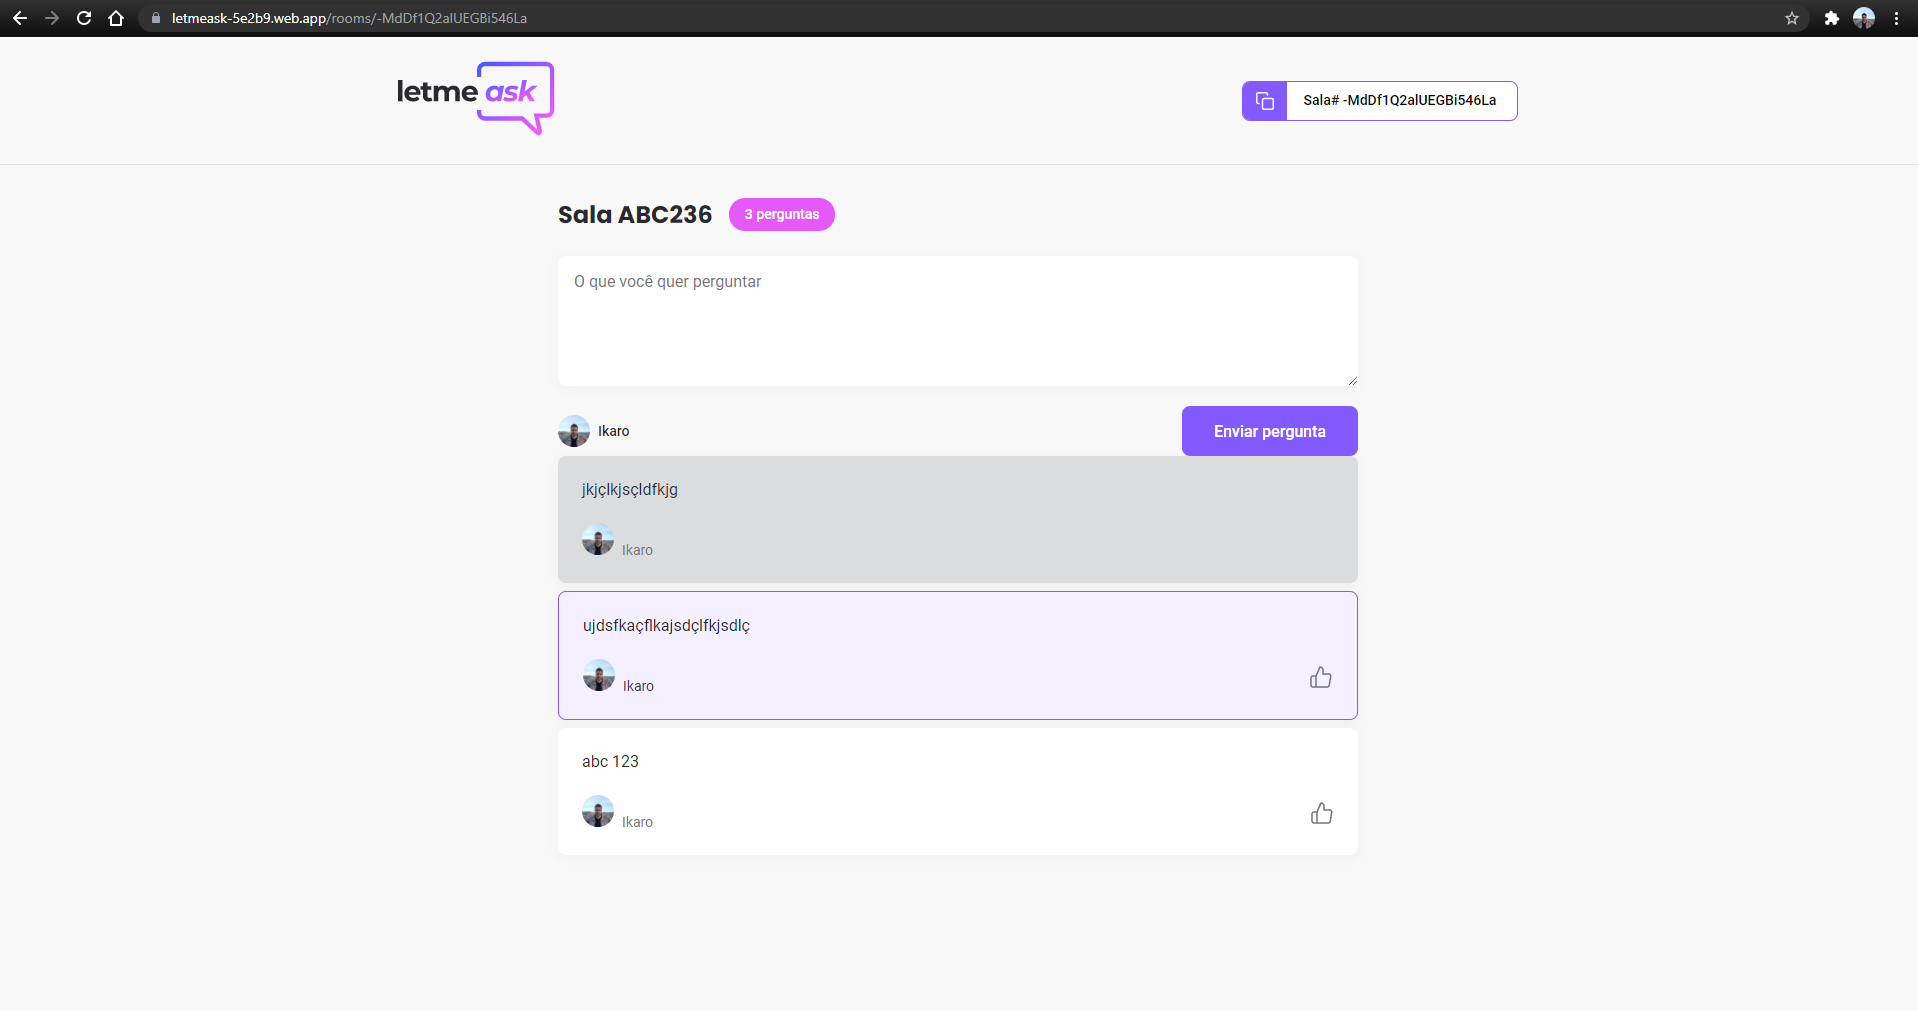 letmeask-5e2b9.web.app/rooms/-MdDf1Q2alUEGBi546La
letme ask
Sala# -MdDf1Q2alUEGBi546La
Sala ABC236
3 perguntas
O que você quer perguntar
Ikaro
Enviar pergunta
jkjçlkjsçldfkjg
Ikaro
ujdsfkaçflkajsdçlfkjsdlç
Ikaro
abc 123
Ikaro